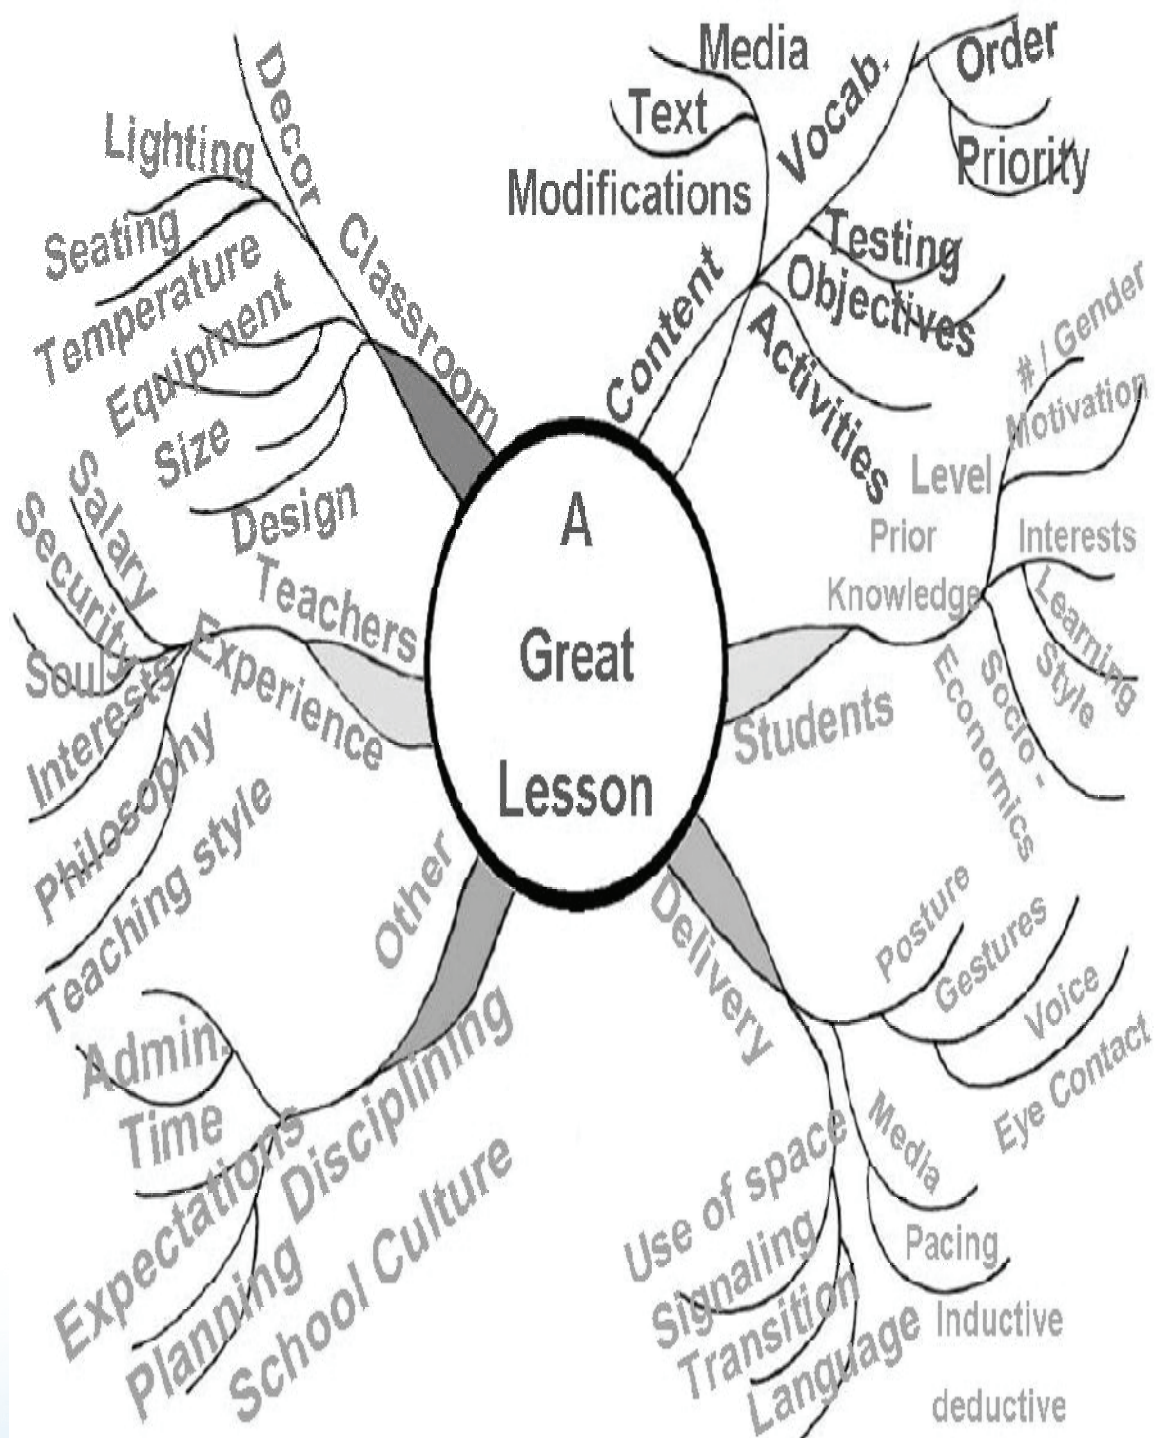 A
Great
Lesson
Classroom
Decor
Lighting
Seating
Temperature
Equipment
Size
Design
Content
Media
Text
Modifications
Vocab.
Order
Priority
Testing
Objectives
Activities
Students
# / Gender
Motivation
Level
Prior
Knowledge
Interests
Learning
Style
Socio -
Economics
Delivery
Posture
Gestures
Voice
Eye Contact
Media
Pacing
Inductive
deductive
Use of space
Signaling
Transition
Language
Other
Disciplining
Admin.
Time
Expectations
Planning
School Culture
Teachers
Experience
Salary
Security
Soul
Interests
Philosophy
Teaching style